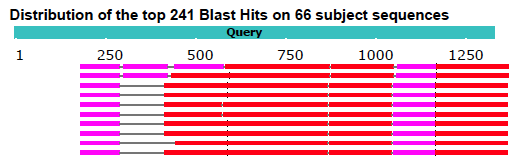 Distribution of the top 241 Blast Hits on 66 subject sequences
Query
1 250 500 750 1000 1250